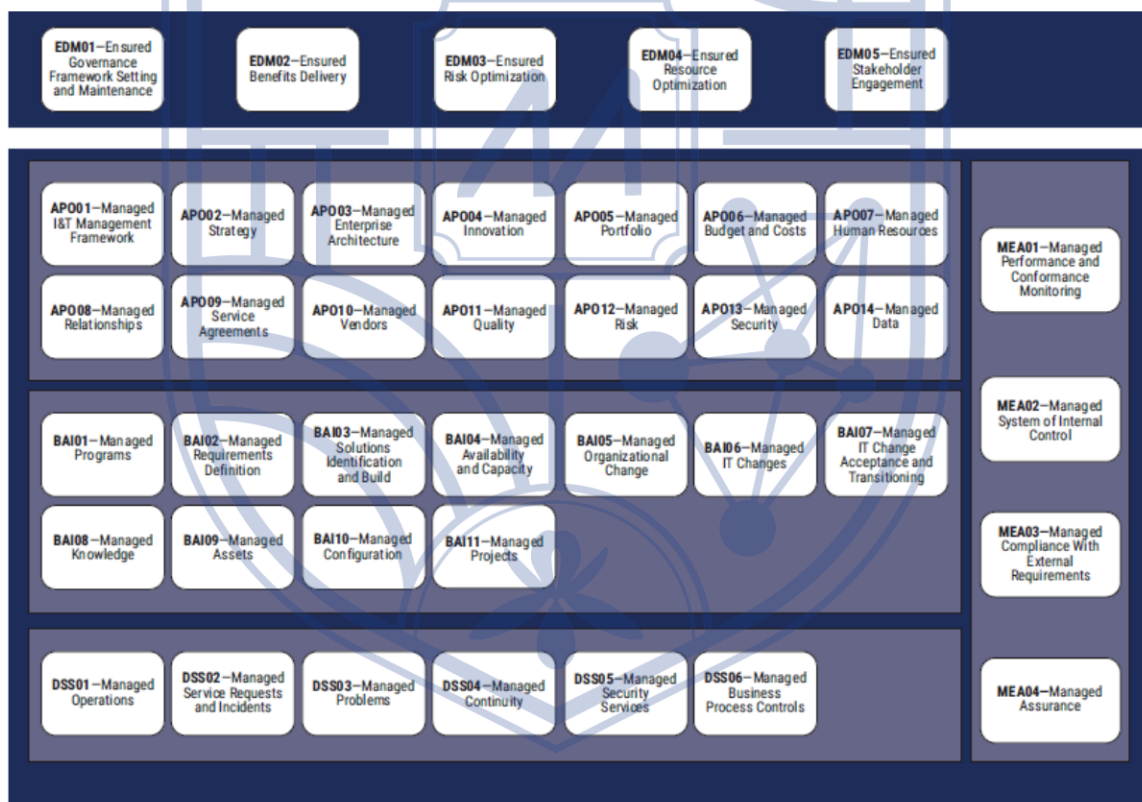 EDM01—Ensured
Governance
Framework Setting
and Maintenance
EDM02—Ensured
Benefits Delivery
EDM03—Ensured
Risk Optimization
EDM04—Ensured
Resource
Optimization
EDM05—Ensured
Stakeholder
Engagement
APO01—Managed
I&T Management
Framework
APO02—Managed
Strategy
APO03—Managed
Enterprise
Architecture
APO04—Managed
Innovation
APO05—Managed
Portfolio
APO06—Managed
Budget and Costs
APO07—Managed
Human Resources
APO08—Managed
Relationships
APO09—Managed
Service
Agreements
APO10—Managed
Vendors
APO11—Managed
Quality
APO12—Managed
Risk
APO13—Managed
Security
APO14—Managed
Data
BAI01—Managed
Programs
BAI02—Managed
Requirements
Definition
BAI03—Managed
Solutions
Identification
and Build
BAI04—Managed
Availability
and Capacity
BAI05—Managed
Organizational
Change
BAI06—Managed
IT Changes
BAI07—Managed
IT Change
Acceptance and
Transitioning
BAI08—Managed
Knowledge
BAI09—Managed
Assets
BAI10—Managed
Configuration
BAI11—Managed
Projects
DSS01—Managed
Operations
DSS02—Managed
Service Requests
and Incidents
DSS03—Managed
Problems
DSS04—Managed
Continuity
DSS05—Managed
Security
Services
DSS06—Managed
Business
Process Controls
MEA01—Managed
Performance and
Conformance
Monitoring
MEA02—Managed
System of Internal
Control
MEA03—Managed
Compliance With
External
Requirements
MEA04—Managed
Assurance